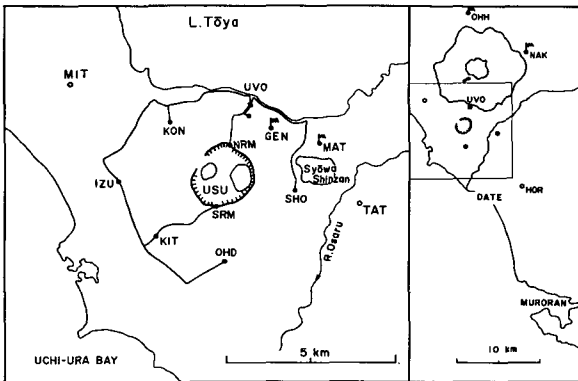 L. Tōya
MIT
UVO
KON
GEN
NRM
MAT
Syōwa
Shinzan
IZU
USU
SHO
SRM
TAT
KIT
OHD
R. Osaru
5 km
UCHI-URA BAY
OHH
NAK
UVO
HOR
DATE
MURORAN
10 km